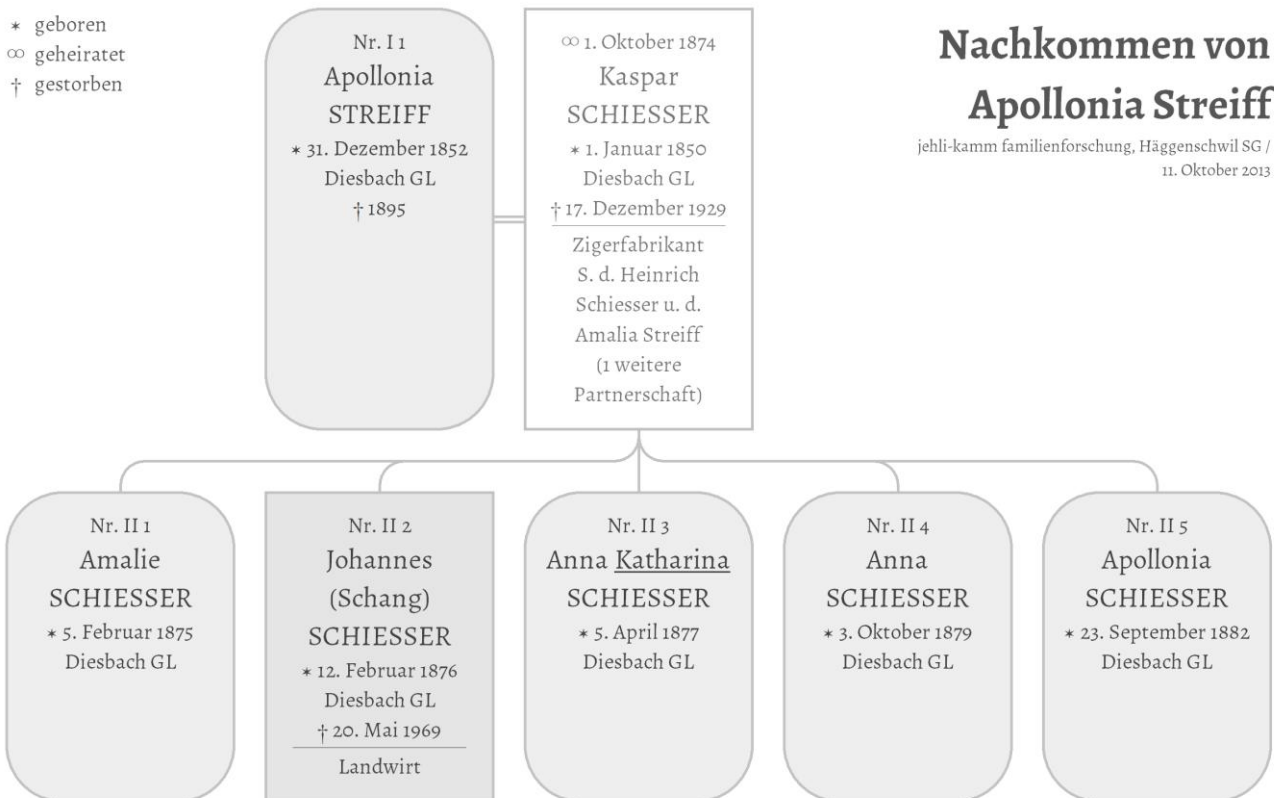 * geboren
∞ geheiratet
† gestorben
Nr. I 1
Apollonia
STREIFF
* 31. Dezember 1852
Diesbach GL
† 1895
∞ 1. Oktober 1874
Kaspar
SCHIESSER
* 1. Januar 1850
Diesbach GL
† 17. Dezember 1929
Zigerfabrikant
S. d. Heinrich
Schiesser u. d.
Amalia Streiff
(1 weitere
Partnerschaft)
Nachkommen von
Apollonia Streiff
jehli-kamm familienforschung, Häggenschwil SG /
11. Oktober 2013
Nr. II 1
Amalie
SCHIESSER
* 5. Februar 1875
Diesbach GL
Nr. II 2
Johannes
(Schang)
SCHIESSER
* 12. Februar 1876
Diesbach GL
† 20. Mai 1969
Landwirt
Nr. II 3
Anna Katharina
SCHIESSER
* 5. April 1877
Diesbach GL
Nr. II 4
Anna
SCHIESSER
* 3. Oktober 1879
Diesbach GL
Nr. II 5
Apollonia
SCHIESSER
* 23. September 1882
Diesbach GL